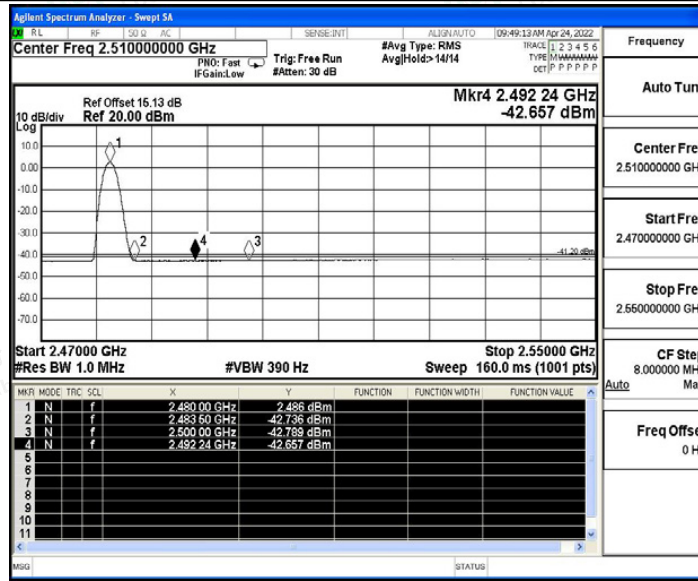 Agilent Spectrum Analyzer - Swept SA
RL RF 50 Ω AC SENSE:INT ALIGNAUTO 09:49:13 AM Apr 24, 2022
Center Freq 2.510000000 GHz
PNO: Fast
IFGain:Low
Trig: Free Run
#Atten: 30 dB
#Avg Type: RMS
Avg|Hold:>14/14
TRACE 1 2 3 4 5 6
TYPE
DET P P P P P P
Ref Offset 15.13 dB
10 dB/div Ref 20.00 dBm
Log
Mkr4 2.492 24 GHz
-42.657 dBm
10.0
0.00
-10.0
-20.0
-30.0
-40.0
-50.0
-60.0
-70.0
1
2
4
3
-41.20 dBm
Start 2.47000 GHz Stop 2.55000 GHz
#Res BW 1.0 MHz #VBW 390 Hz Sweep 160.0 ms (1001 pts)
MKR MODE TRC SCL X Y FUNCTION FUNCTION WIDTH FUNCTION VALUE
1 N f 2.480 00 GHz 2.486 dBm
2 N f 2.483 50 GHz -42.736 dBm
3 N f 2.500 00 GHz -42.789 dBm
4 N f 2.492 24 GHz -42.657 dBm
5
6
7
8
9
10
11
MSG STATUS
Frequency
Auto Tun
Center Fre
2.510000000 GH
Start Fre
2.470000000 GH
Stop Fre
2.550000000 GH
CF Ste
8.000000 MH
Auto Ma
Freq Offse
0 H